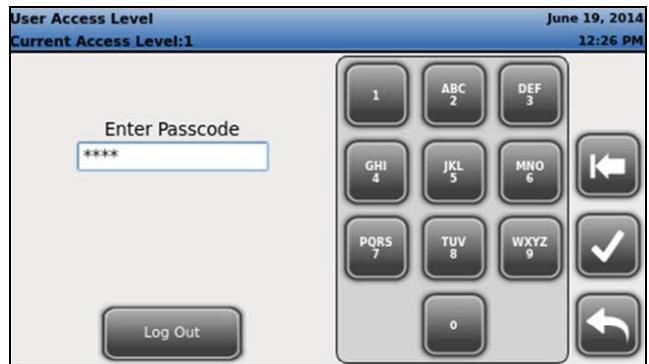 User Access Level
June 19, 2014
Current Access Level:1
12:26 PM
Enter Passcode
****
1
ABC
2
DEF
3
GHI
4
JKL
5
MNO
6
PQRS
7
TUV
8
WXYZ
9
0
Log Out